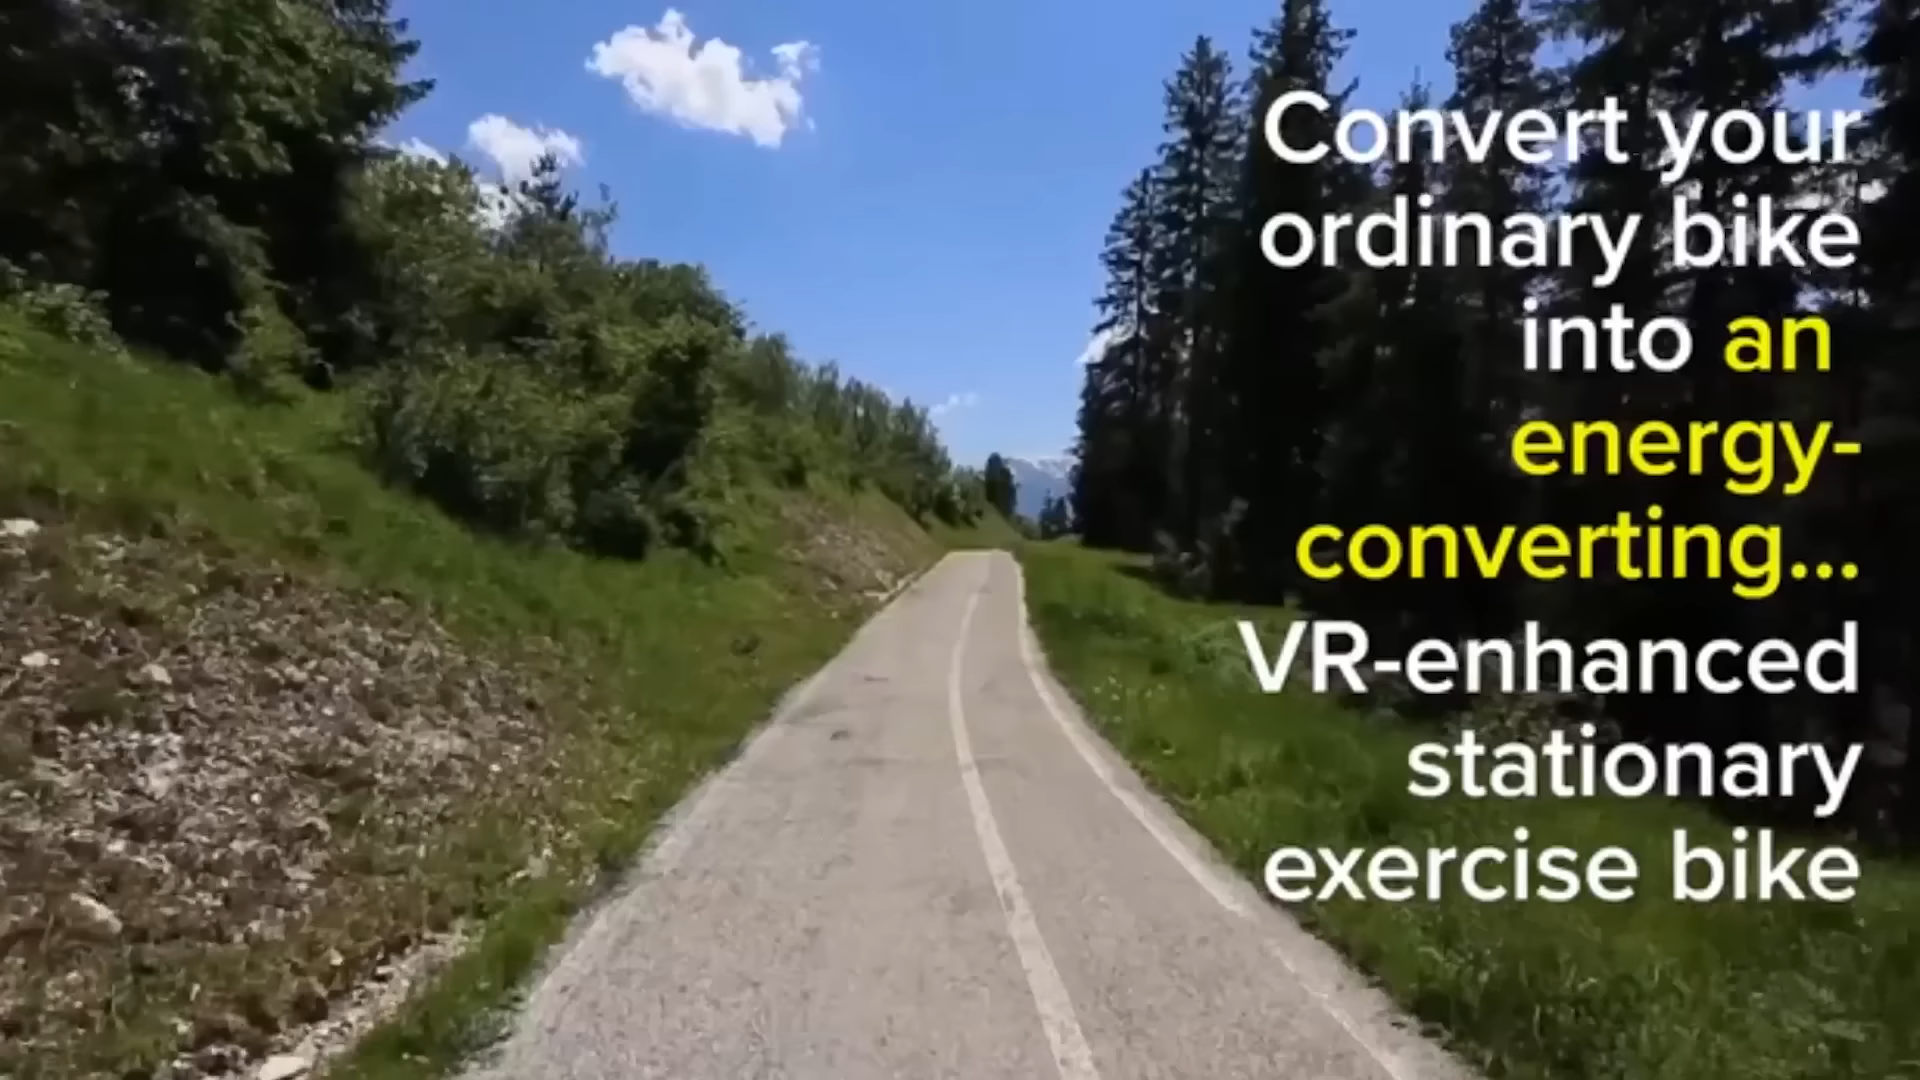 Convert your
ordinary bike
into an
energy-
converting...
VR-enhanced
stationary
exercise bike